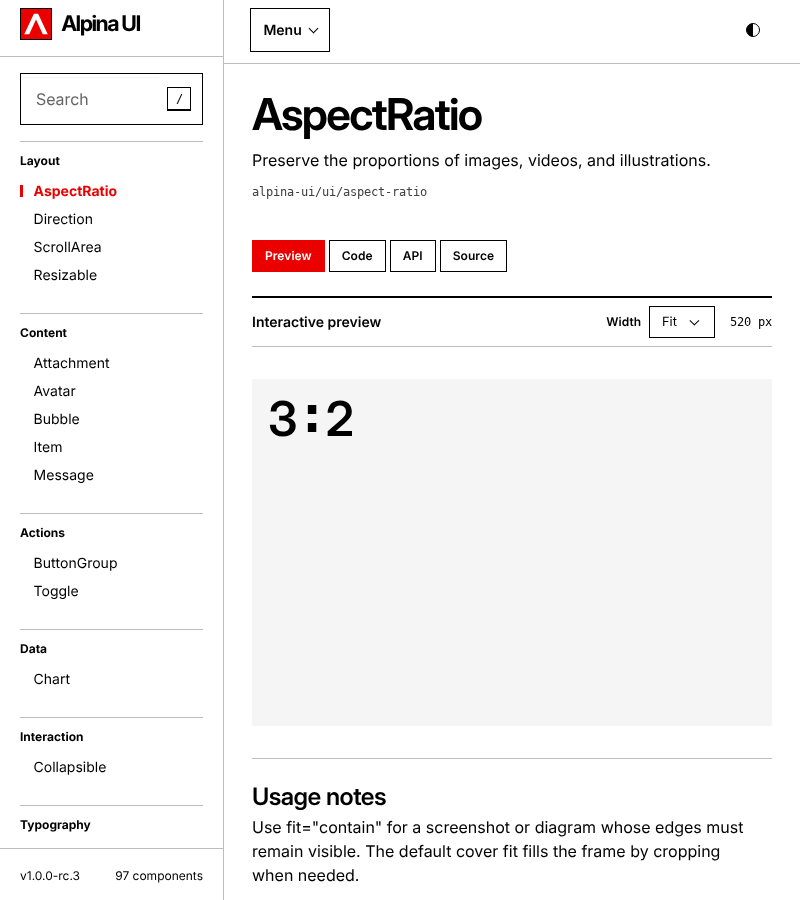 Alpina UI
Search
/
Layout
AspectRatio
Direction
ScrollArea
Resizable
Content
Attachment
Avatar
Bubble
Item
Message
Actions
ButtonGroup
Toggle
Data
Chart
Interaction
Collapsible
Typography
v1.0.0-rc.3 97 components
Menu
AspectRatio
Preserve the proportions of images, videos, and illustrations.
alpina-ui/ui/aspect-ratio
Preview Code API Source
Interactive preview Width Fit 520 px
3:2
Usage notes
Use fit="contain" for a screenshot or diagram whose edges must
remain visible. The default cover fit fills the frame by cropping
when needed.